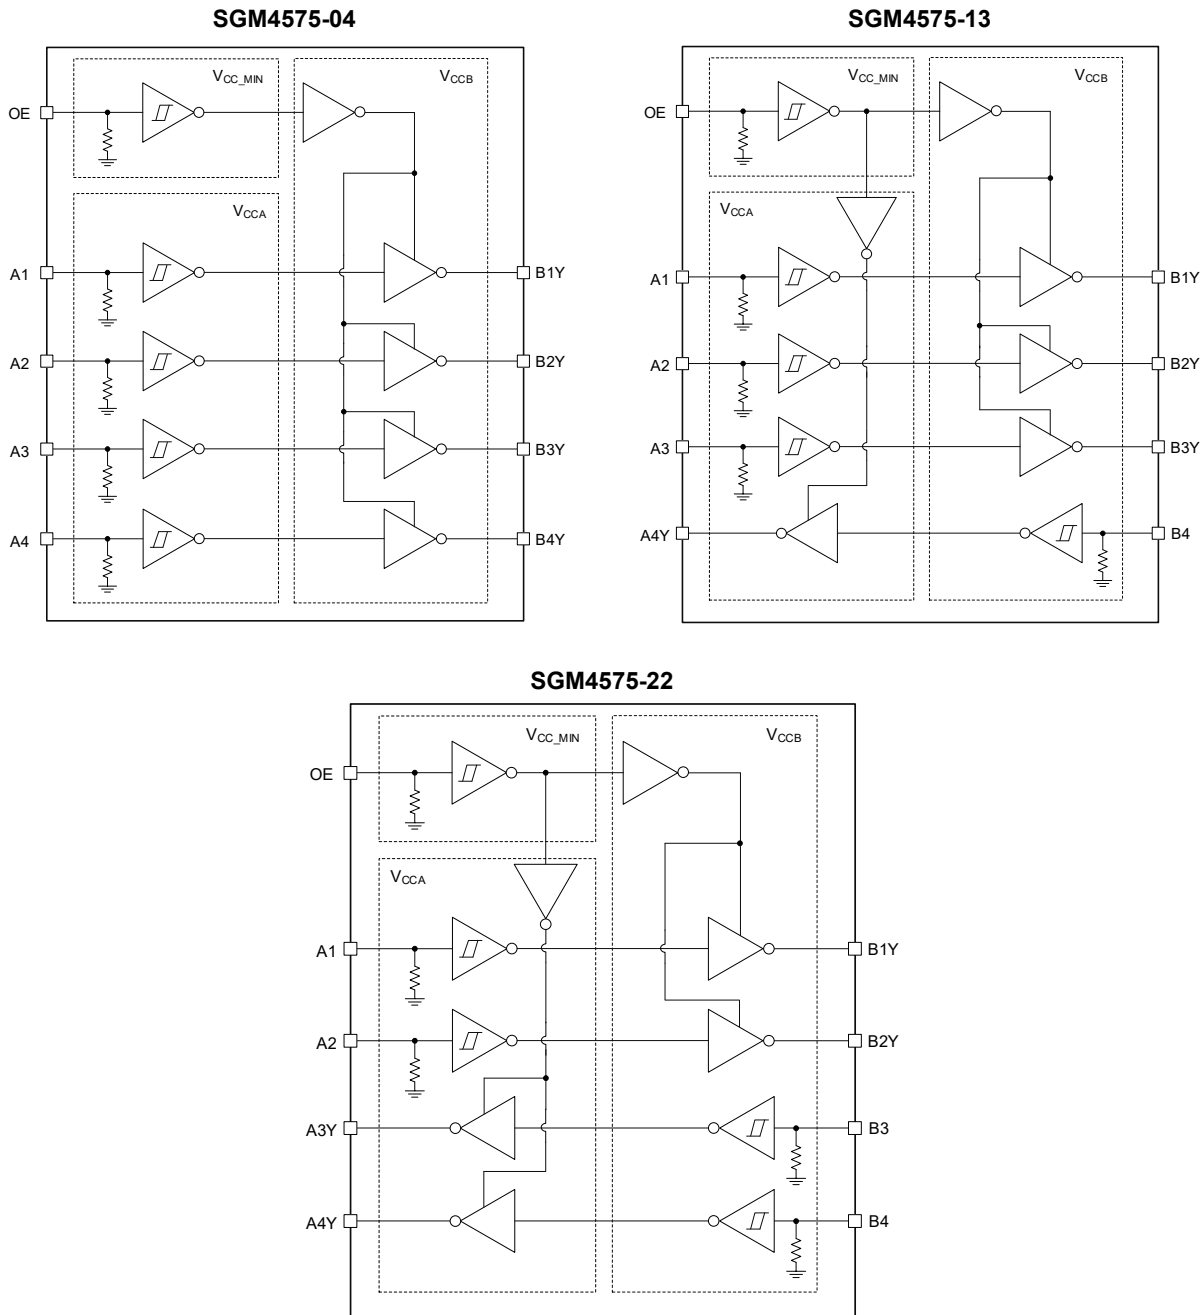 SGM4575-04
VCC_MIN
VCCB
OE
VCCA
A1
B1Y
A2
B2Y
A3
B3Y
A4
B4Y
SGM4575-13
VCC_MIN
VCCB
OE
VCCA
A1
B1Y
A2
B2Y
A3
B3Y
A4Y
B4
SGM4575-22
VCC_MIN
VCCB
OE
VCCA
A1
B1Y
A2
B2Y
A3Y
B3
A4Y
B4